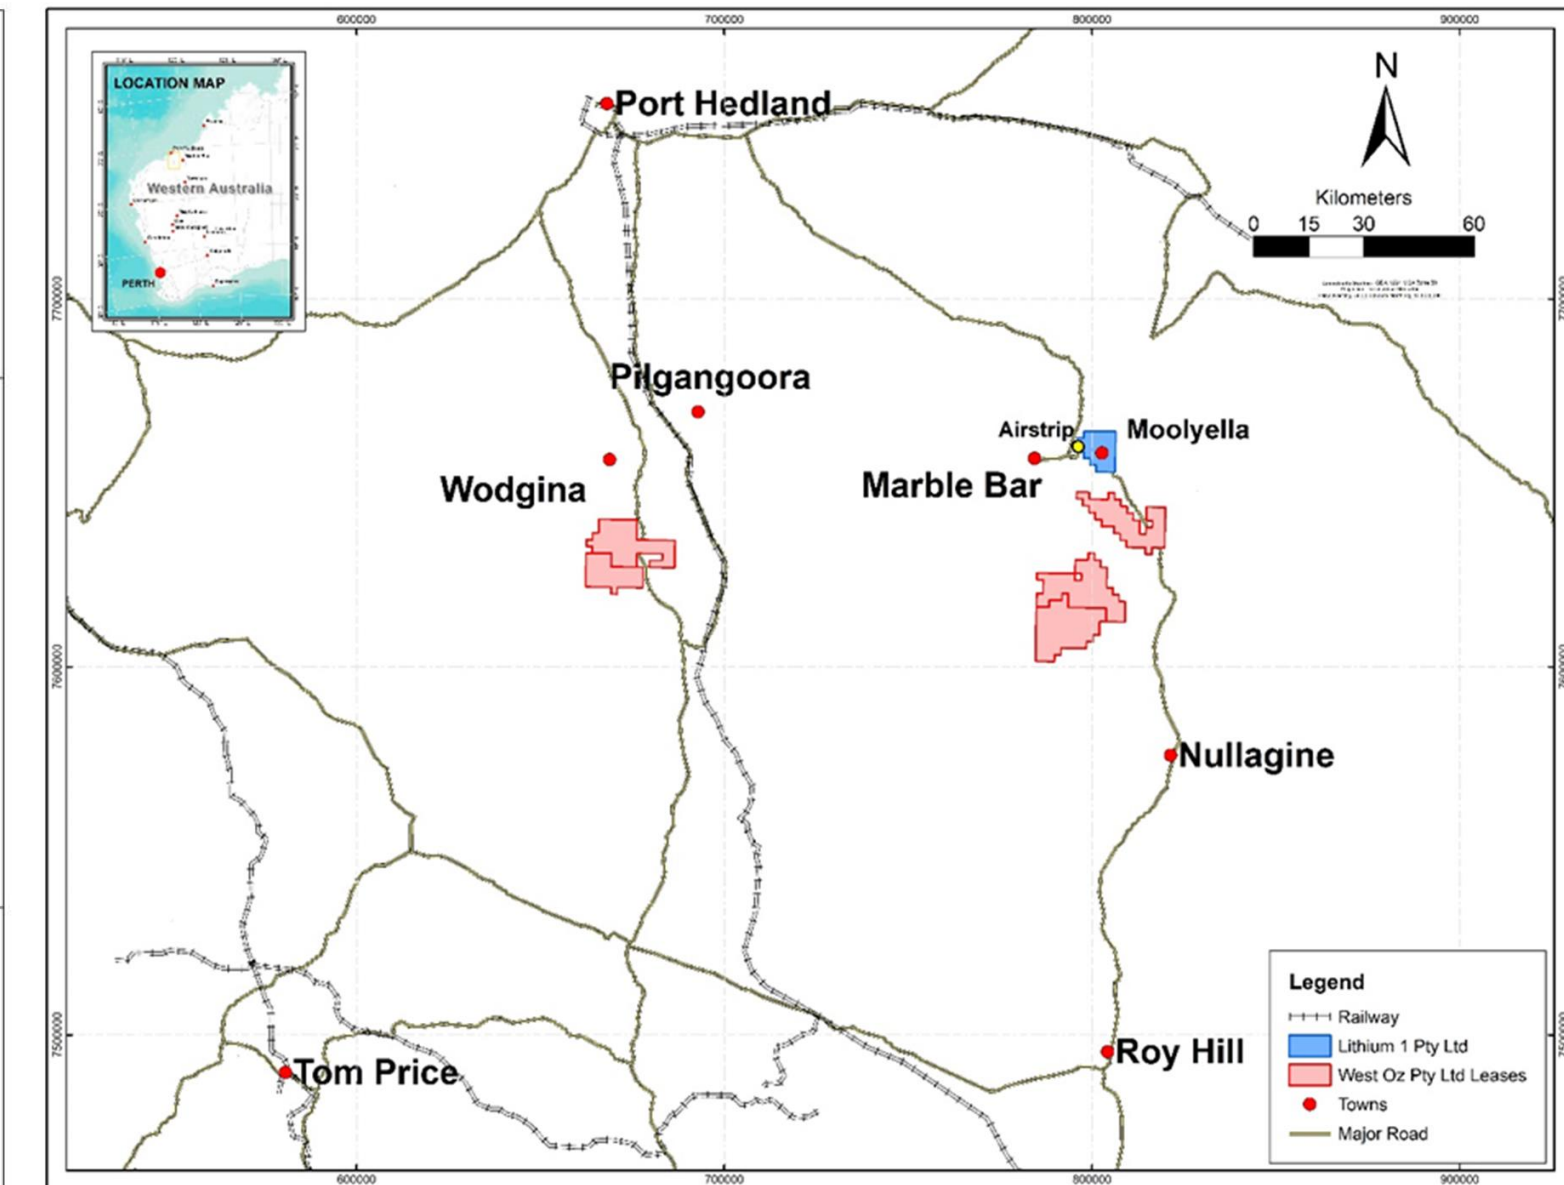 600000
700000
800000
900000
LOCATION MAP
Western Australia
PERTH
Port Hedland
N
Kilometers
0 15 30 60
7700000
Pilgangoora
Airstrip
Moolyella
Wodgina
Marble Bar
7600000
7600000
Nullagine
7500000
Tom Price
Roy Hill
Legend
Railway
Lithium 1 Pty Ltd
West Oz Pty Ltd Leases
Towns
Major Road
600000
700000
800000
900000